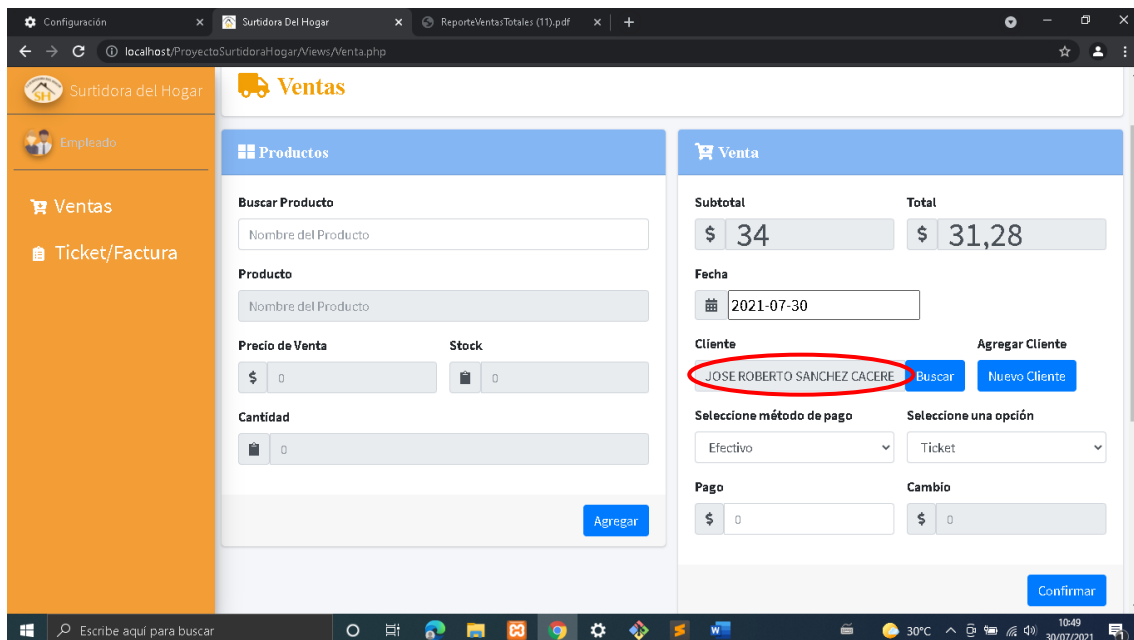 Configuración
Surtidora Del Hogar
ReporteVentasTotales (11).pdf
localhost/ProyectoSurtidoraHogar/Views/Venta.php
SH
Surtidora del Hogar
Empleado
Ventas
Ticket/Factura
Ventas
Productos
Buscar Producto
Nombre del Producto
Producto
Nombre del Producto
Precio de Venta
Stock
$ 0
0
Cantidad
0
Agregar
Venta
Subtotal
Total
$ 34
$ 31,28
Fecha
2021-07-30
Cliente
Agregar Cliente
JOSE ROBERTO SANCHEZ CACERE
Buscar
Nuevo Cliente
Seleccione método de pago
Seleccione una opción
Efectivo
Ticket
Pago
Cambio
$ 0
$ 0
Confirmar
Escribe aquí para buscar
30°C
10:49
30/07/2021